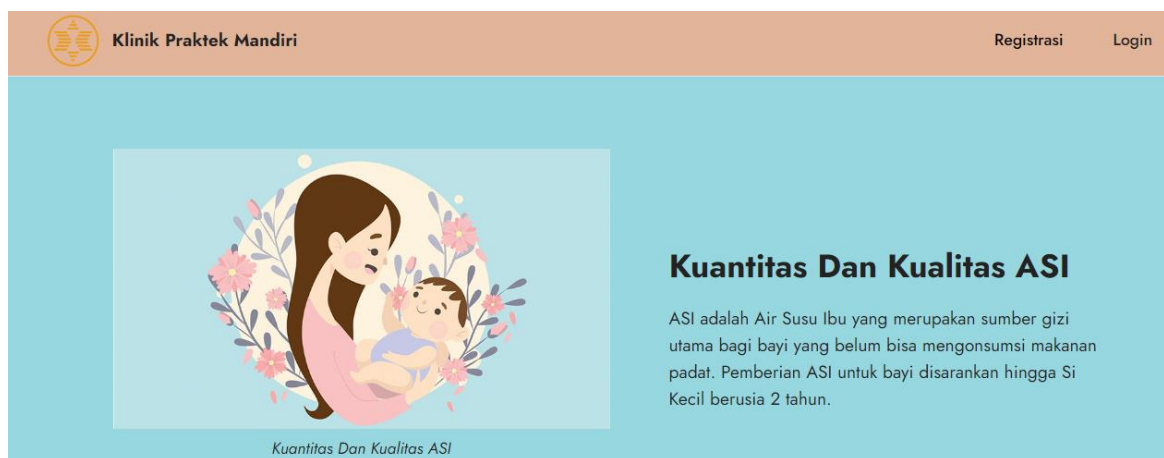 Klinik Praktek Mandiri
Registrasi
Login
Kuantitas Dan Kualitas ASI
Kuantitas Dan Kualitas ASI
ASI adalah Air Susu Ibu yang merupakan sumber gizi
utama bagi bayi yang belum bisa mengonsumsi makanan
padat. Pemberian ASI untuk bayi disarankan hingga Si
Kecil berusia 2 tahun.